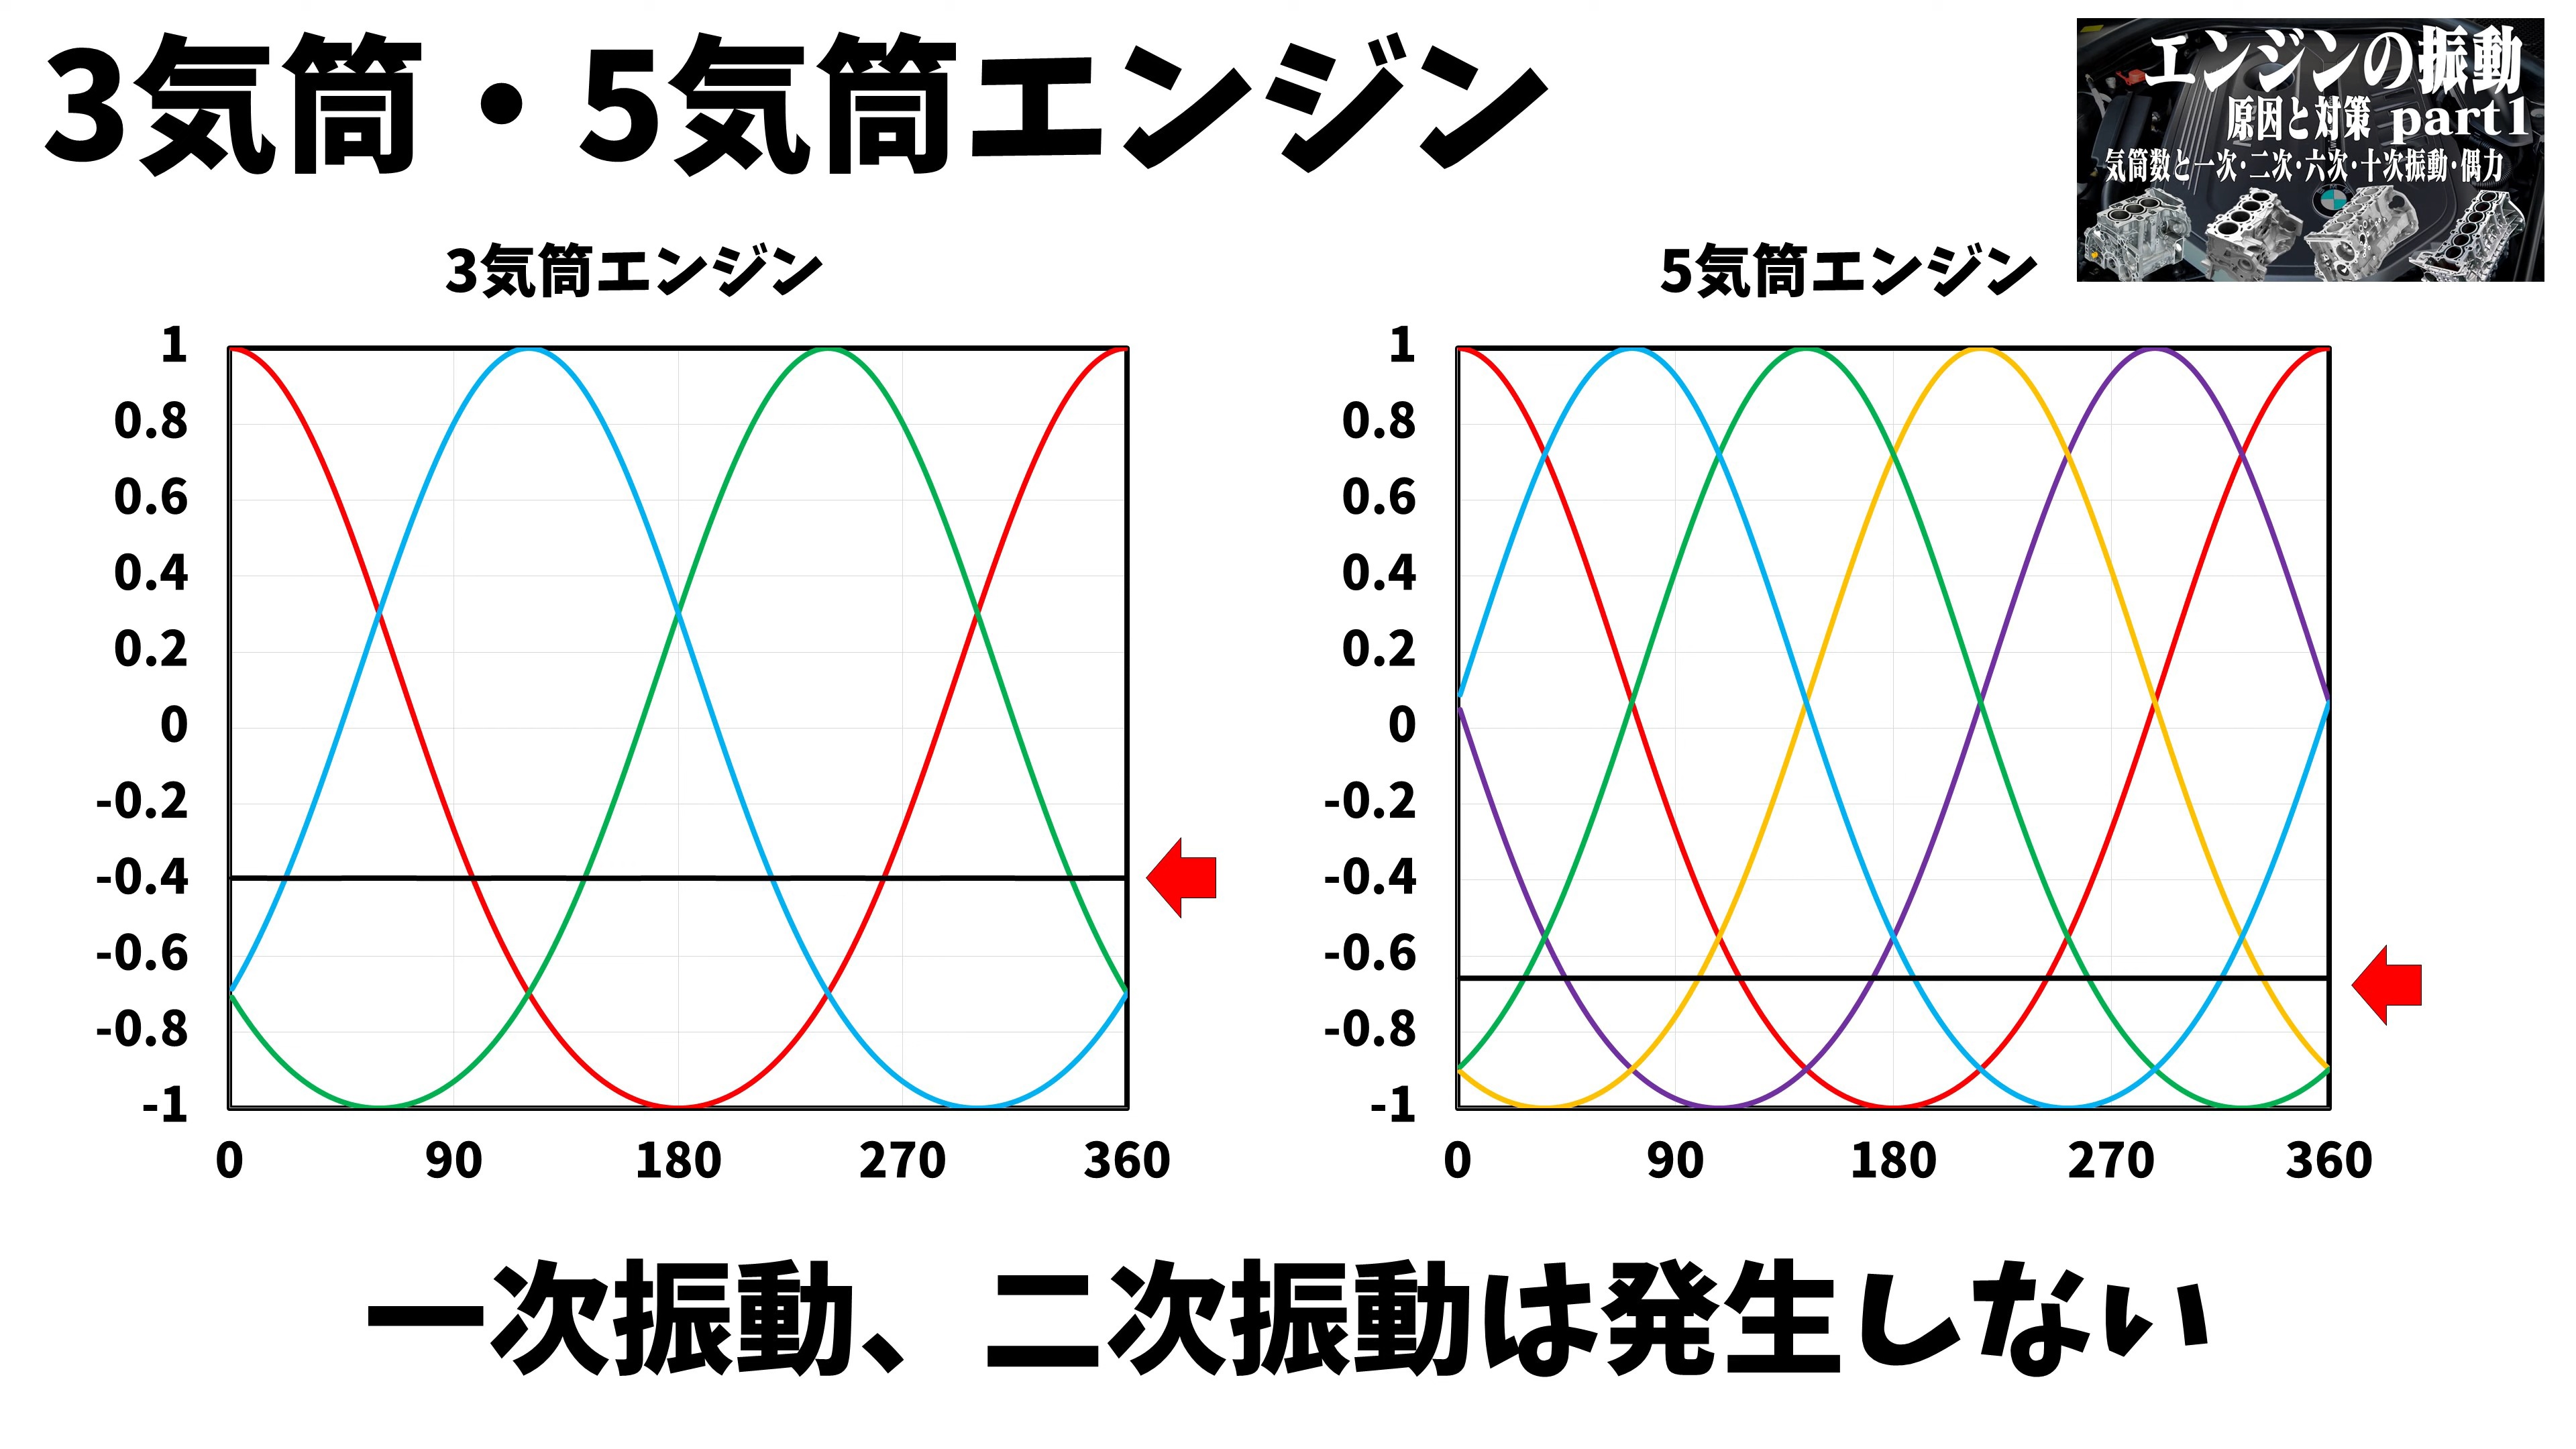 3気筒・5気筒エンジン
エンジンの振動
原因と対策 part1
気筒数と一次・二次・六次・十次振動・偶力
3気筒エンジン
1
0.8
0.6
0.4
0.2
0
-0.2
-0.4
-0.6
-0.8
-1
0 90 180 270 360
5気筒エンジン
1
0.8
0.6
0.4
0.2
0
-0.2
-0.4
-0.6
-0.8
-1
0 90 180 270 360
一次振動、二次振動は発生しない